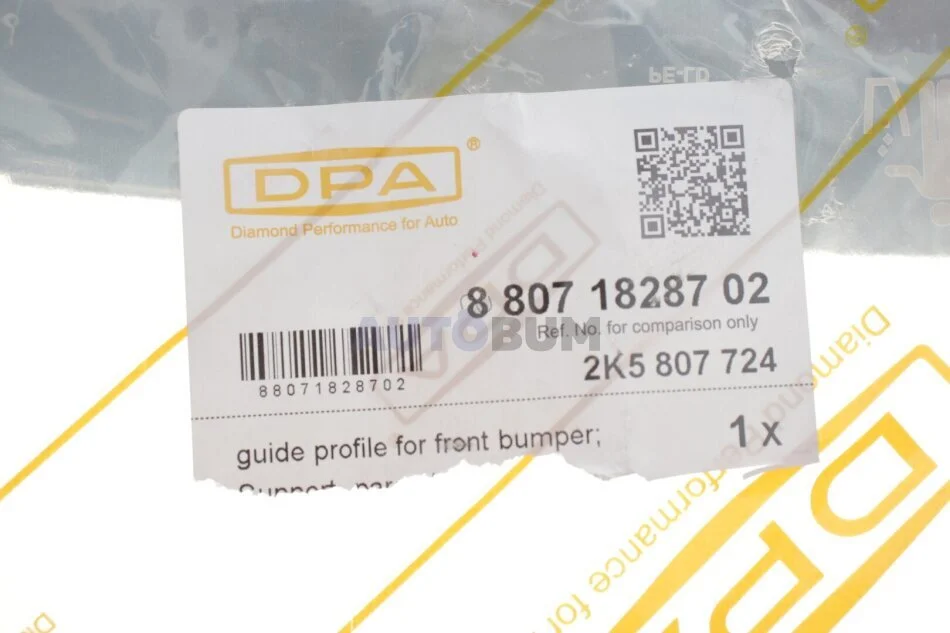 DPA®
Diamond Performance for Auto
8 807 18287 02
AUTOBUM
Ref. No. for comparison only
2K5 807 724
88071828702
guide profile for front bumper;
1 x
Diamond Performance for
DPA